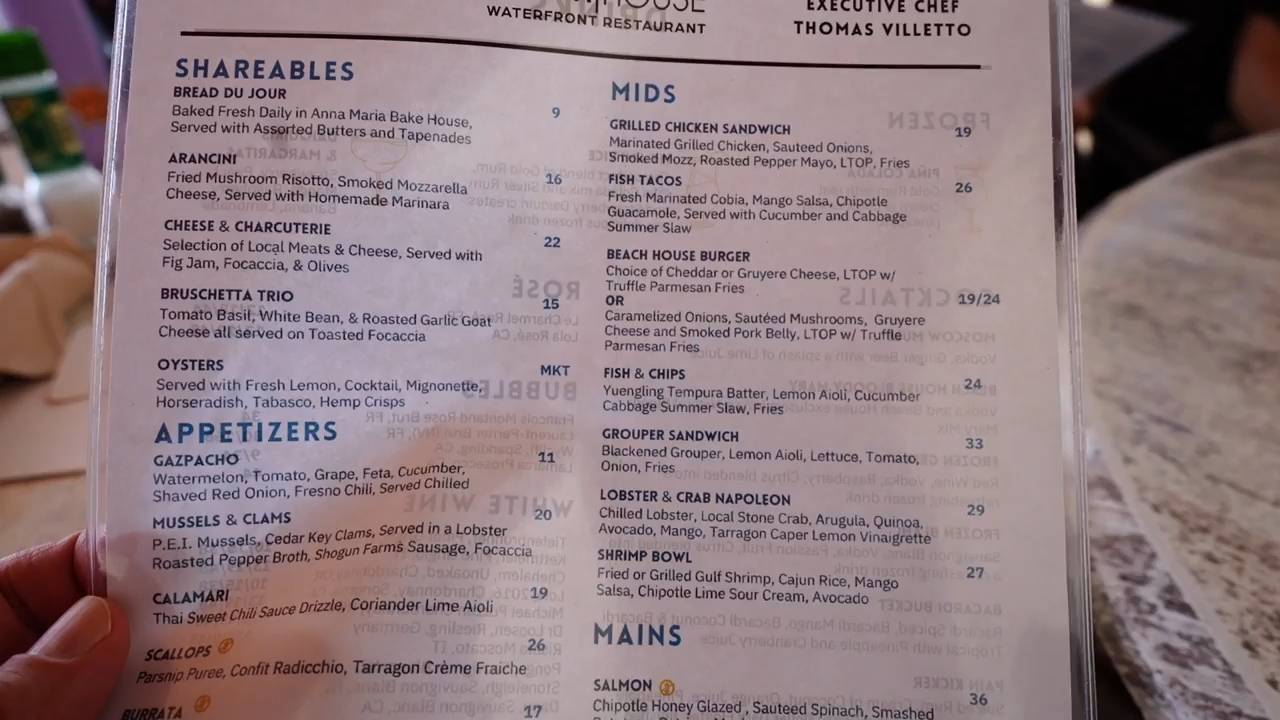 HOUSE
WATERFRONT RESTAURANT
EXECUTIVE CHEF
THOMAS VILLETTO
SHAREABLES
BREAD DU JOUR
Baked Fresh Daily in Anna Maria Bake House, 9
Served with Assorted Butters and Tapenades
ARANCINI
Fried Mushroom Risotto, Smoked Mozzarella 16
Cheese, Served with Homemade Marinara
CHEESE & CHARCUTERIE
Selection of Local Meats & Cheese, Served with 22
Fig Jam, Focaccia, & Olives
BRUSCHETTA TRIO 15
Tomato Basil, White Bean, & Roasted Garlic Goat
Cheese all served on Toasted Focaccia
OYSTERS MKT
Served with Fresh Lemon, Cocktail, Mignonette,
Horseradish, Tabasco, Hemp Crisps
APPETIZERS
GAZPACHO 11
Watermelon, Tomato, Grape, Feta, Cucumber,
Shaved Red Onion, Fresno Chili, Served Chilled
MUSSELS & CLAMS 20
P.E.I. Mussels, Cedar Key Clams, Served in a Lobster
Roasted Pepper Broth, Shogun Farms Sausage, Focaccia
CALAMARI 19
Thai Sweet Chili Sauce Drizzle, Coriander Lime Aioli
SCALLOPS 26
Parsnip Puree, Confit Radicchio, Tarragon Crème Fraiche
BURRATA 17
MIDS
GRILLED CHICKEN SANDWICH 19
Marinated Grilled Chicken, Sauteed Onions,
Smoked Mozz, Roasted Pepper Mayo, LTOP, Fries
FISH TACOS 26
Fresh Marinated Cobia, Mango Salsa, Chipotle
Guacamole, Served with Cucumber and Cabbage
Summer Slaw
BEACH HOUSE BURGER
Choice of Cheddar or Gruyere Cheese, LTOP w/
Truffle Parmesan Fries
OR 19/24
Caramelized Onions, Sautéed Mushrooms, Gruyere
Cheese and Smoked Pork Belly, LTOP w/ Truffle
Parmesan Fries
FISH & CHIPS 24
Yuengling Tempura Batter, Lemon Aioli, Cucumber
Cabbage Summer Slaw, Fries
GROUPER SANDWICH 33
Blackened Grouper, Lemon Aioli, Lettuce, Tomato,
Onion, Fries
LOBSTER & CRAB NAPOLEON 29
Chilled Lobster, Local Stone Crab, Arugula, Quinoa,
Avocado, Mango, Tarragon Caper Lemon Vinaigrette
SHRIMP BOWL 27
Fried or Grilled Gulf Shrimp, Cajun Rice, Mango
Salsa, Chipotle Lime Sour Cream, Avocado
MAINS
SALMON 36
Chipotle Honey Glazed, Sauteed Spinach, Smashed